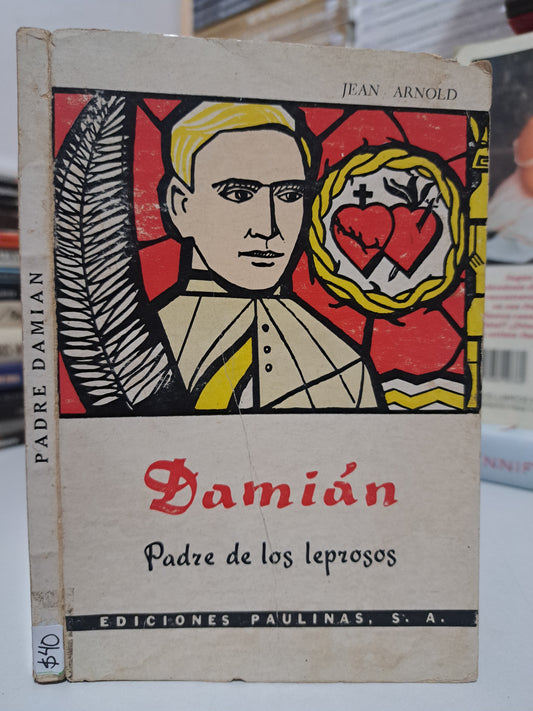 JEAN ARNOLD
Damián
Padre de los leprosos
EDICIONES PAULINAS, S. A.
PADRE DAMIAN
$40